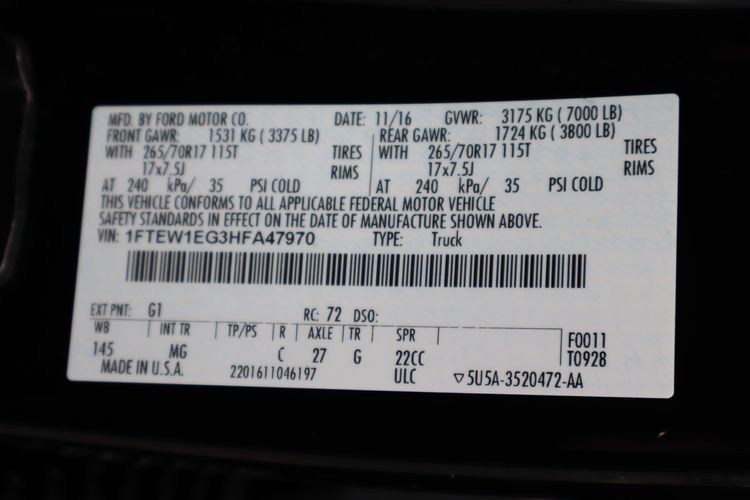 MFD. BY FORD MOTOR CO. DATE: 11/16 GVWR: 3175 KG ( 7000 LB)
FRONT GAWR: 1531 KG ( 3375 LB) REAR GAWR: 1724 KG ( 3800 LB)
WITH 265/70R17 115T TIRES WITH 265/70R17 115T TIRES
17x7.5J RIMS 17x7.5J RIMS
AT 240 kPa/ 35 PSI COLD AT 240 kPa/ 35 PSI COLD
THIS VEHICLE CONFORMS TO ALL APPLICABLE FEDERAL MOTOR VEHICLE
SAFETY STANDARDS IN EFFECT ON THE DATE OF MANUFACTURE SHOWN ABOVE.
VIN: 1FTEW1EG3HFA47970 TYPE: Truck
EXT PNT: G1 RC: 72 DSO:
WB INT TR TP/PS R AXLE TR SPR F0011
145 MG C 27 G 22CC T0928
MADE IN U.S.A. 2201611046197 ULC ▽5U5A-3520472-AA